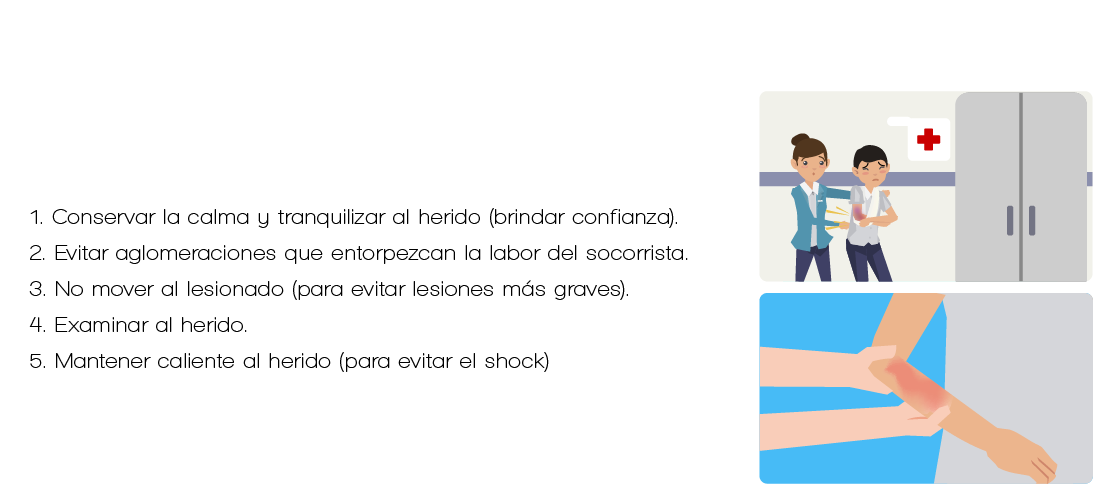 1. Conservar la calma y tranquilizar al herido (brindar confianza).
2. Evitar aglomeraciones que entorpezcan la labor del socorrista.
3. No mover al lesionado (para evitar lesiones más graves).
4. Examinar al herido.
5. Mantener caliente al herido (para evitar el shock)